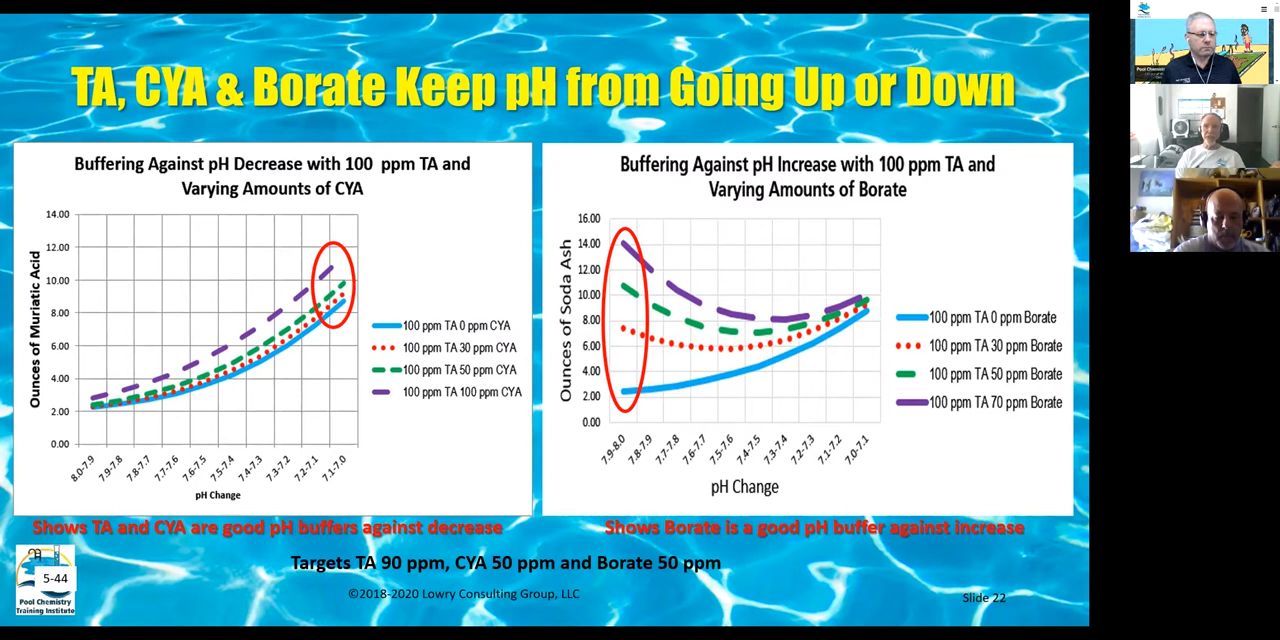 TA, CYA & Borate Keep pH from Going Up or Down
Buffering Against pH Decrease with 100 ppm TA and
Varying Amounts of CYA
Ounces of Muriatic Acid
14.00
12.00
10.00
8.00
6.00
4.00
2.00
0.00
8.0-7.9
7.9-7.8
7.8-7.7
7.7-7.6
7.6-7.5
7.5-7.4
7.4-7.3
7.3-7.2
7.2-7.1
7.1-7.0
pH Change
100 ppm TA 0 ppm CYA
100 ppm TA 30 ppm CYA
100 ppm TA 50 ppm CYA
100 ppm TA 100 ppm CYA
Buffering Against pH Increase with 100 ppm TA and
Varying Amounts of Borate
Ounces of Soda Ash
16.00
14.00
12.00
10.00
8.00
6.00
4.00
2.00
0.00
7.9-8.0
7.8-7.9
7.7-7.8
7.6-7.7
7.5-7.6
7.4-7.5
7.3-7.4
7.2-7.3
7.1-7.2
7.0-7.1
pH Change
100 ppm TA 0 ppm Borate
100 ppm TA 30 ppm Borate
100 ppm TA 50 ppm Borate
100 ppm TA 70 ppm Borate
Shows TA and CYA are good pH buffers against decrease
Shows Borate is a good pH buffer against increase
Targets TA 90 ppm, CYA 50 ppm and Borate 50 ppm
5-44
Pool Chemistry
Training Institute
©2018-2020 Lowry Consulting Group, LLC
Slide 22
Pool Chemistry